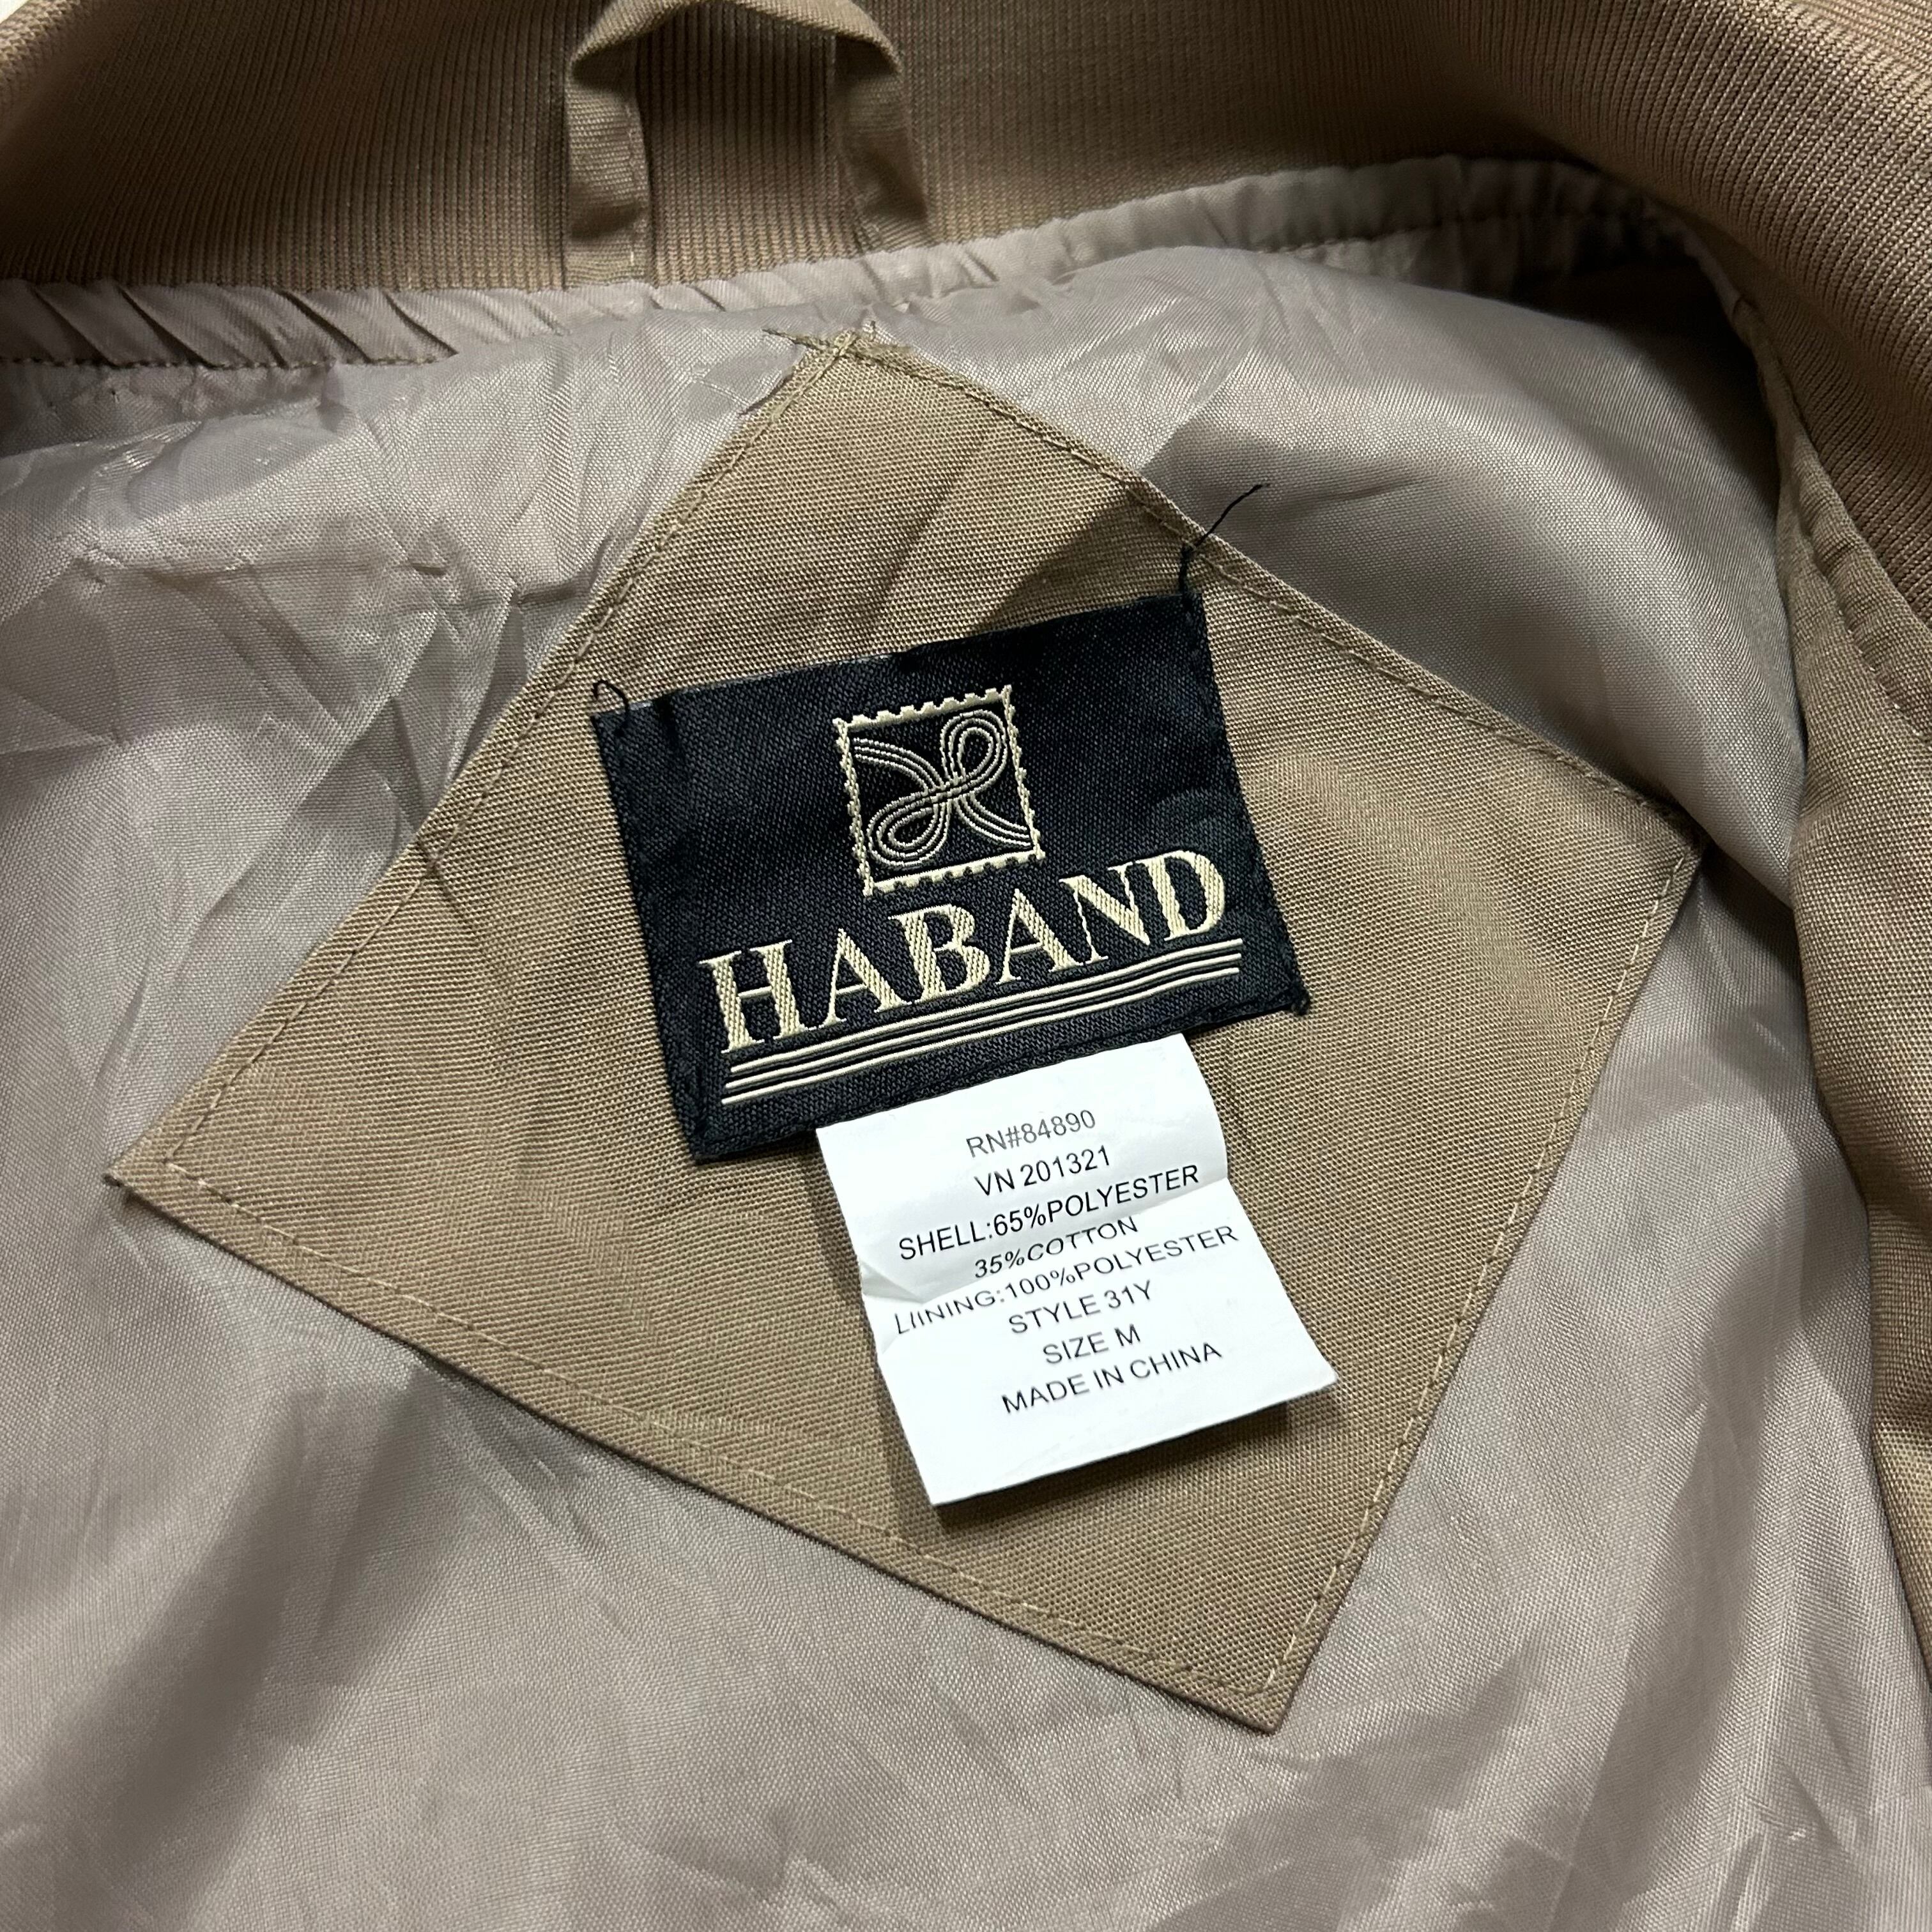 HABAND
RN#84890
VN 201321
SHELL:65%POLYESTER
35%COTTON
LIINING:100%POLYESTER
STYLE 31Y
SIZE M
MADE IN CHINA